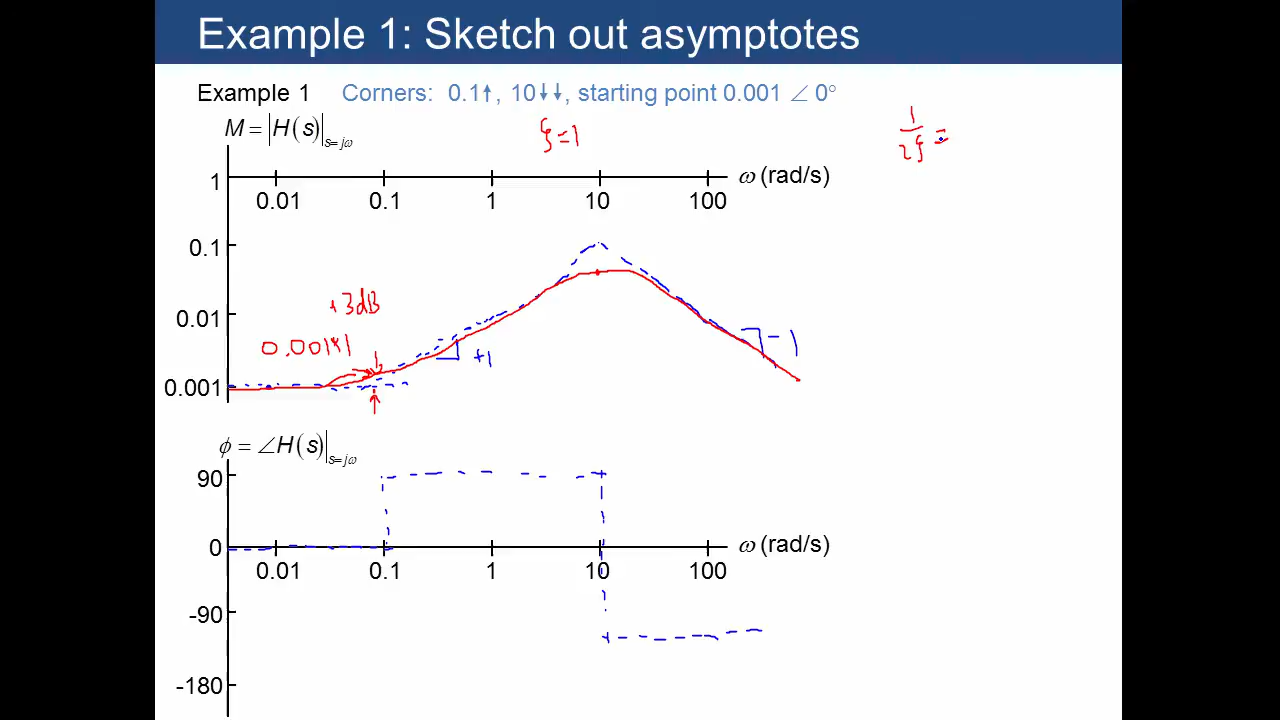 Example 1: Sketch out asymptotes
Example 1 Corners: 0.1↑, 10↓↓, starting point 0.001 ∠ 0°
M = |H(s)|_{s=jω}
ξ=1
1/2ξ =
1
ω (rad/s)
0.01 0.1 1 10 100
0.1
+3dB
0.01
0.00141
+1
-1
0.001
φ = ∠H(s)|_{s=jω}
90
0
ω (rad/s)
0.01 0.1 1 10 100
-90
-180